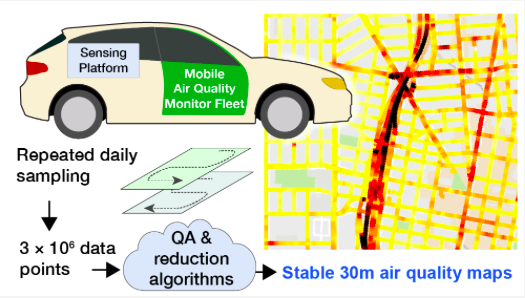 Sensing
Platform
Mobile
Air Quality
Monitor Fleet
Repeated daily
sampling
3 × 10⁶ data
points
QA &
reduction
algorithms
Stable 30m air quality maps